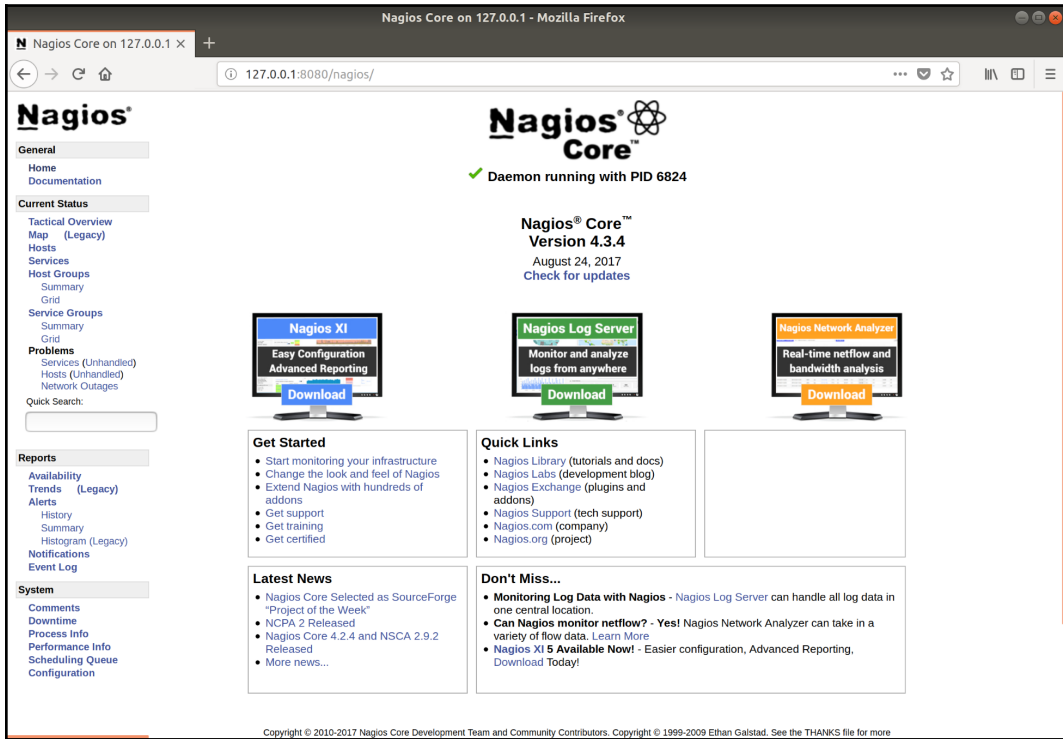 Nagios Core on 127.0.0.1 - Mozilla Firefox
N Nagios Core on 127.0.0.1 × +
127.0.0.1:8080/nagios/
Nagios®
General
Home
Documentation
Current Status
Tactical Overview
Map (Legacy)
Hosts
Services
Host Groups
Summary
Grid
Service Groups
Summary
Grid
Problems
Services (Unhandled)
Hosts (Unhandled)
Network Outages
Quick Search:
Reports
Availability
Trends (Legacy)
Alerts
History
Summary
Histogram (Legacy)
Notifications
Event Log
System
Comments
Downtime
Process Info
Performance Info
Scheduling Queue
Configuration
Nagios®
Core™
Daemon running with PID 6824
Nagios® Core™
Version 4.3.4
August 24, 2017
Check for updates
Nagios XI
Easy Configuration
Advanced Reporting
Download
Nagios Log Server
Monitor and analyze
logs from anywhere
Download
Nagios Network Analyzer
Real-time netflow and
bandwidth analysis
Download
Get Started
• Start monitoring your infrastructure
• Change the look and feel of Nagios
• Extend Nagios with hundreds of
addons
• Get support
• Get training
• Get certified
Quick Links
• Nagios Library (tutorials and docs)
• Nagios Labs (development blog)
• Nagios Exchange (plugins and
addons)
• Nagios Support (tech support)
• Nagios.com (company)
• Nagios.org (project)
Latest News
• Nagios Core Selected as SourceForge
"Project of the Week"
• NCPA 2 Released
• Nagios Core 4.2.4 and NSCA 2.9.2
Released
• More news...
Don't Miss...
• Monitoring Log Data with Nagios - Nagios Log Server can handle all log data in
one central location.
• Can Nagios monitor netflow? - Yes! Nagios Network Analyzer can take in a
variety of flow data. Learn More
• Nagios XI 5 Available Now! - Easier configuration, Advanced Reporting,
Download Today!
Copyright © 2010-2017 Nagios Core Development Team and Community Contributors. Copyright © 1999-2009 Ethan Galstad. See the THANKS file for more